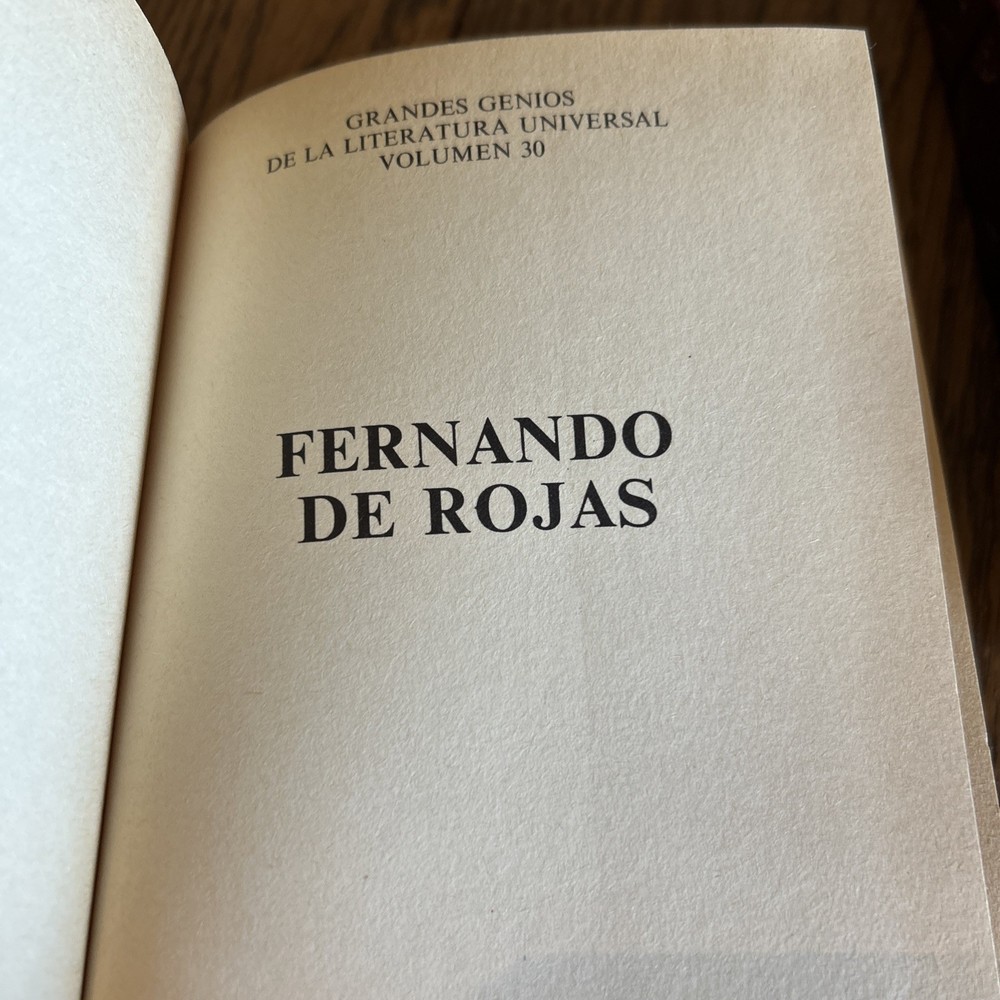 GRANDES GENIOS
DE LA LITERATURA UNIVERSAL
VOLUMEN 30
FERNANDO
DE ROJAS